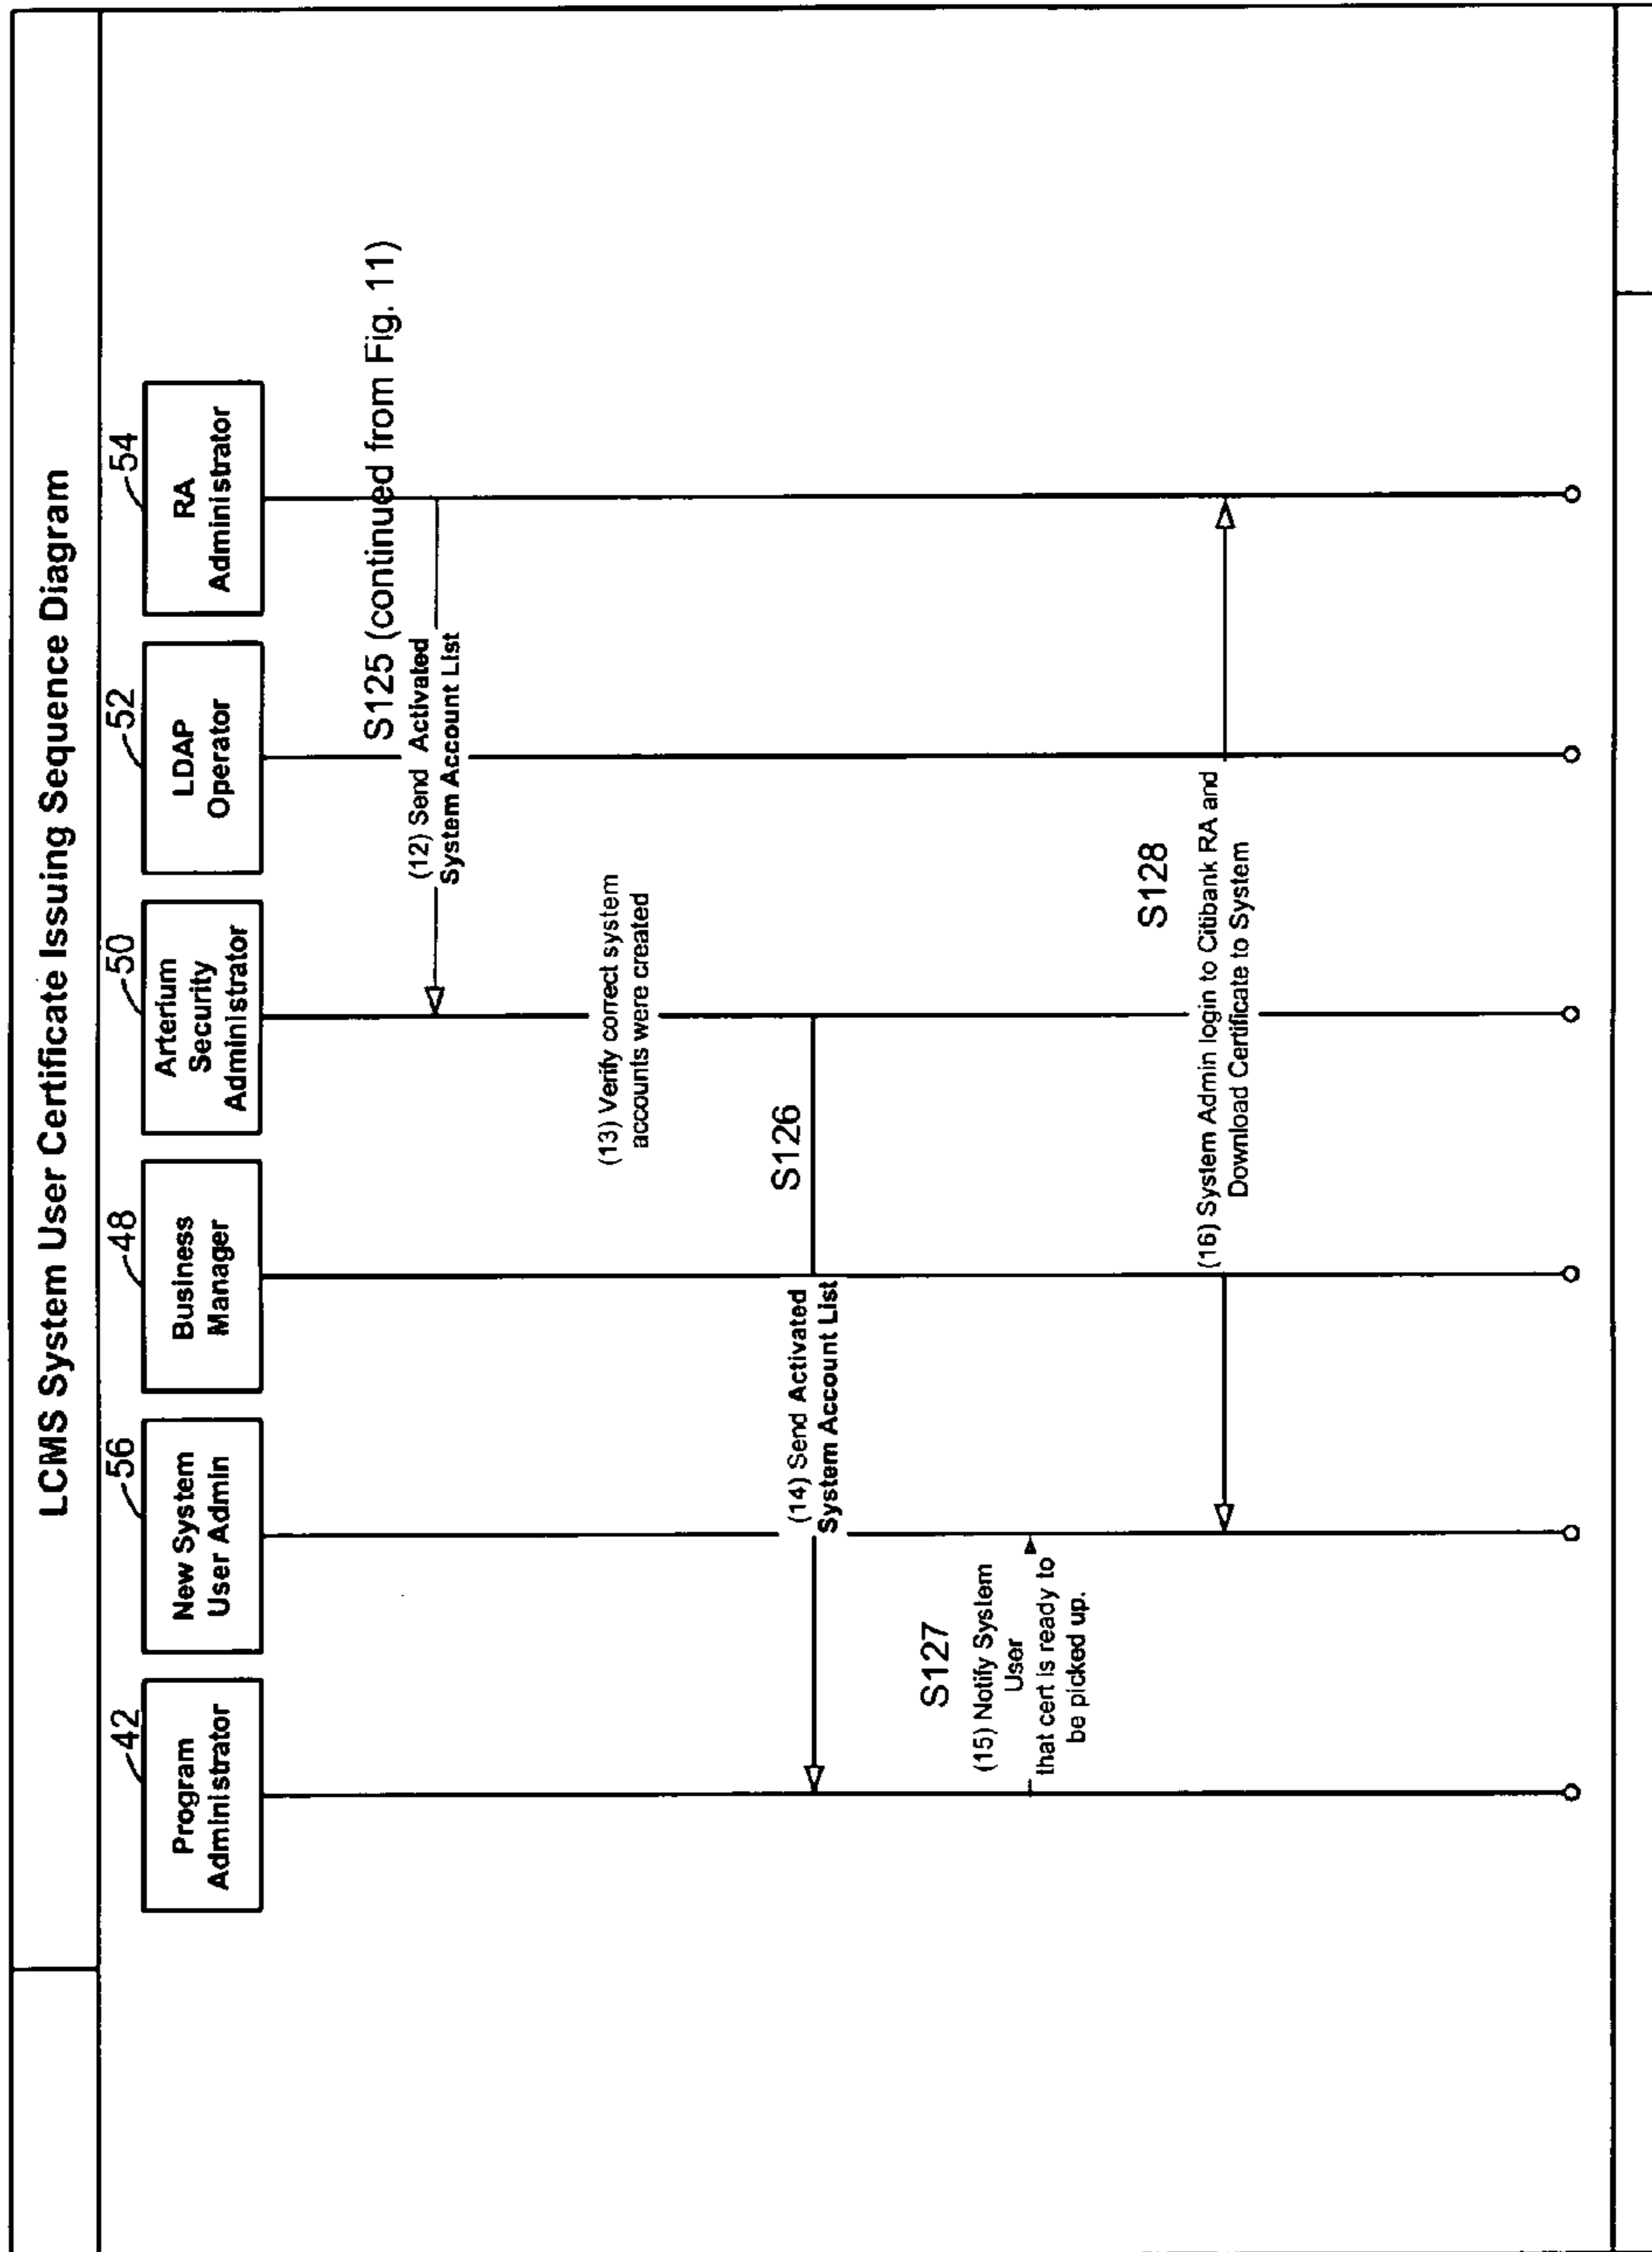 LCMS System User Certificate Issuing Sequence Diagram
42
Program
Administrator
56
New System
User Admin
48
Business
Manager
50
Arterium
Security
Administrator
52
LDAP
Operator
54
RA
Administrator
S125 (continued from Fig. 11)
(12) Send Activated
System Account List
(13) Verify correct system
accounts were created
S126
(14) Send Activated
System Account List
S127
(15) Notify System
User
that cert is ready to
be picked up.
S128
(16) System Admin login to Citibank RA and
Download Certificate to System